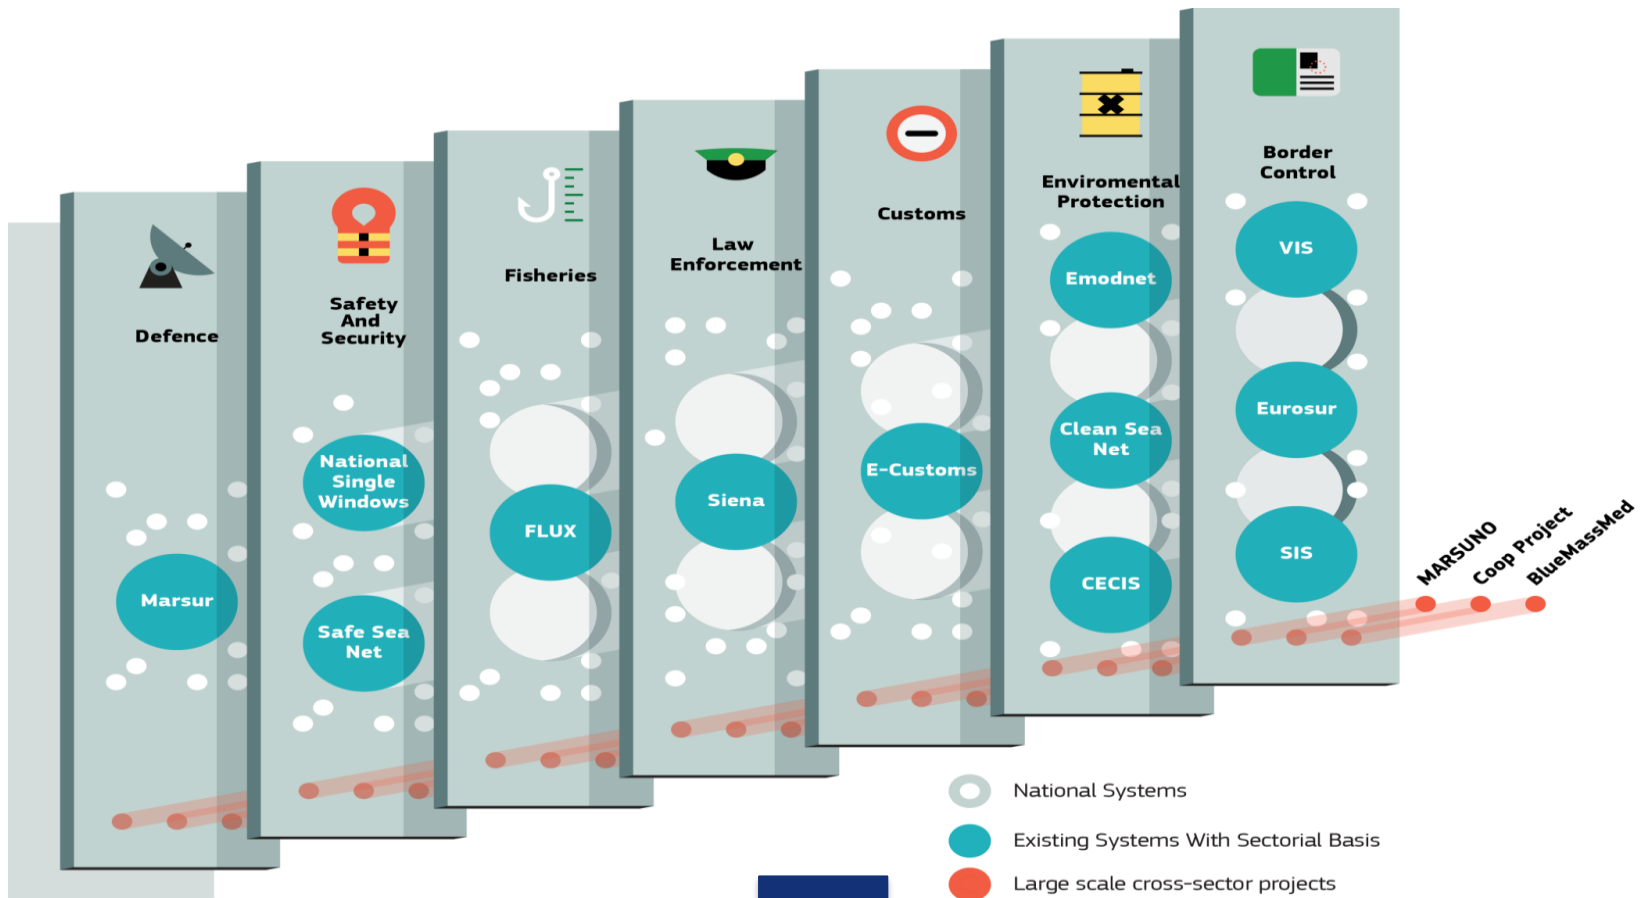 Defence
Marsur
Safety
And
Security
National
Single
Windows
Safe Sea
Net
Fisheries
FLUX
Law
Enforcement
Siena
Customs
E-Customs
Enviromental
Protection
Emodnet
Clean Sea
Net
CECIS
Border
Control
VIS
Eurosur
SIS
MARSUNO
Coop Project
BlueMassMed
National Systems
Existing Systems With Sectorial Basis
Large scale cross-sector projects